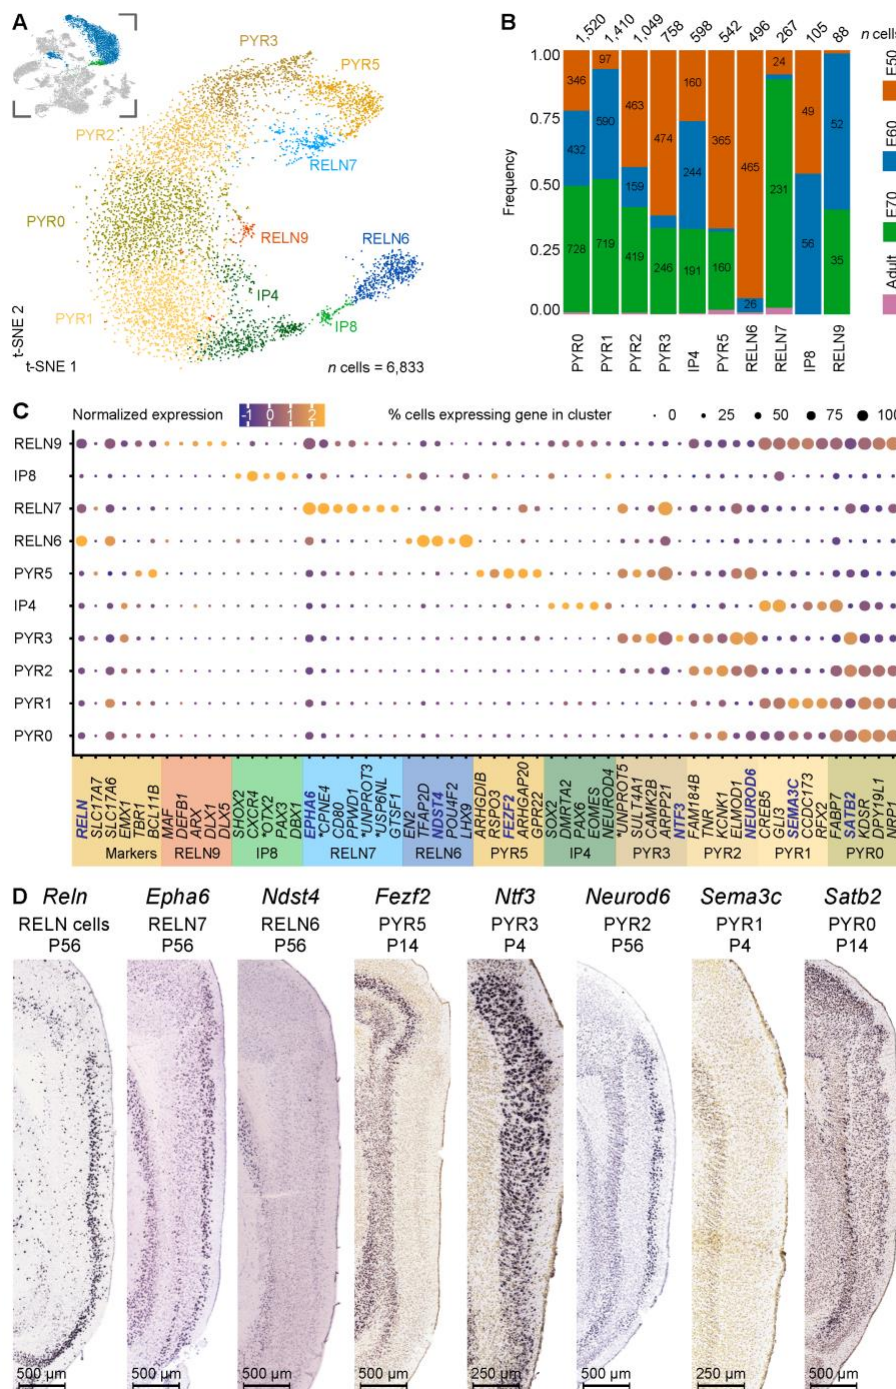 A
PYR3
PYR5
PYR2
RELN7
PYR0
RELN9
RELN6
IP4
PYR1
IP8
t-SNE 2
t-SNE 1
n cells = 6,833
B
1,520 1,410 1,049 758 598 542 496 267 105 88 n cells
Frequency
1.00
0.75
0.50
0.25
0.00
346 432 728
97 590 719
463 159 419
474 246
160 244 191
365 160
465 26
24 231
49 56
52 35
PYR0 PYR1 PYR2 PYR3 IP4 PYR5 RELN6 RELN7 IP8 RELN9
E50
E60
E70
Adult
C
Normalized expression -1 0 1 2 % cells expressing gene in cluster 0 25 50 75 100
RELN9
IP8
RELN7
RELN6
PYR5
IP4
PYR3
PYR2
PYR1
PYR0
RELN SLC17A7 SLC17A6 EMX1 TBR1 BCL11B MAF DEFB1 ARX DLX1 DLX5 SHOX2 CXCR4 *OTX2 PAX3 DBX1 EPHA6 *CPNE4 CD80 PPWD1 *UNPROT3 *USP6NL GTSF1 EN2 TFAP2D NDST4 POU4F2 LHX9 ARHGDIB RSPO3 FEZF2 ARHGAP20 GPR22 SOX2 DMRTA2 PAX6 EOMES NEUROD4 *UNPROT5 SULT4A1 CAMK2B ARPP21 NTF3 FAM184B TNR KCNK1 ELMOD1 NEUROD6 CREB5 GLI3 SEMA3C CCDC173 RFX2 FABP7 SATB2 KDSR DPY19L1
Markers RELN9 IP8 RELN7 RELN6 PYR5 IP4 PYR3 PYR2 PYR1 PYR0
D
Reln Epha6 Ndst4 Fezf2 Ntf3 Neurod6 Sema3c Satb2
RELN cells RELN7 RELN6 PYR5 PYR3 PYR2 PYR1 PYR0
P56 P56 P56 P14 P4 P56 P4 P14
500 µm 500 µm 500 µm 500 µm 250 µm 500 µm 250 µm 500 µm